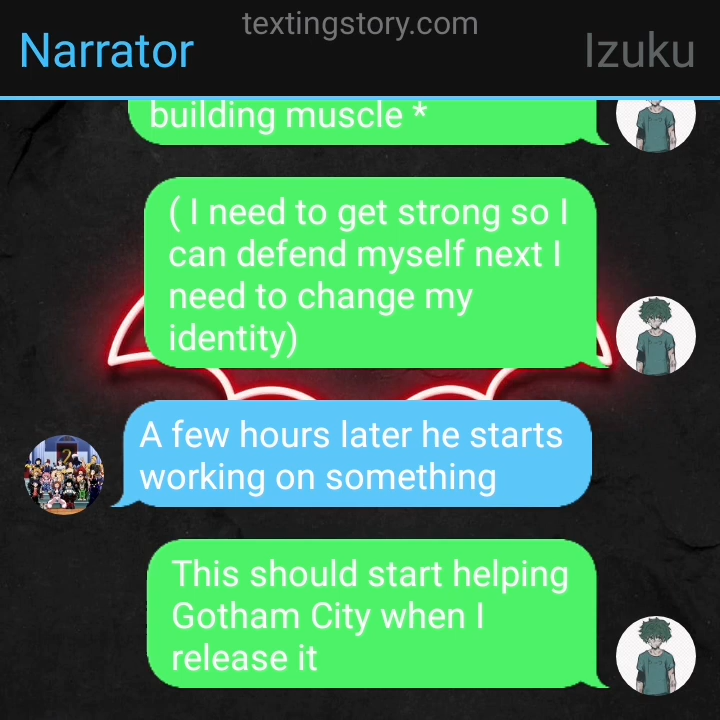 textingstory.com
Narrator
Izuku
building muscle *
( I need to get strong so I
can defend myself next I
need to change my
identity)
A few hours later he starts
working on something
This should start helping
Gotham City when I
release it